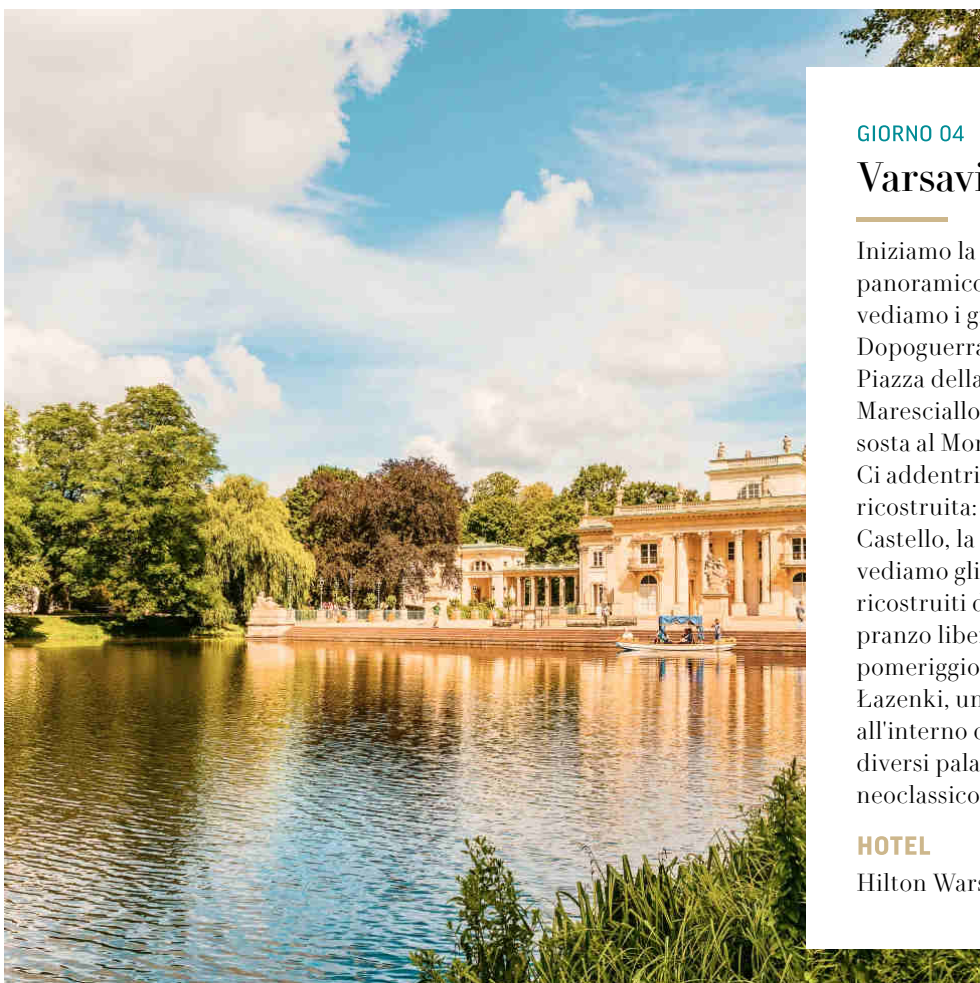 GIORNO 04
Varsavi
Iniziamo la
panoramico
vediamo i g
Dopoguerra
Piazza della
Maresciallo
sosta al Mon
Ci addentri
ricostruita:
Castello, la
vediamo gli
ricostruiti d
pranzo libe
pomeriggio
Łazenki, un
all'interno d
diversi pala
neoclassico
HOTEL
Hilton Wars